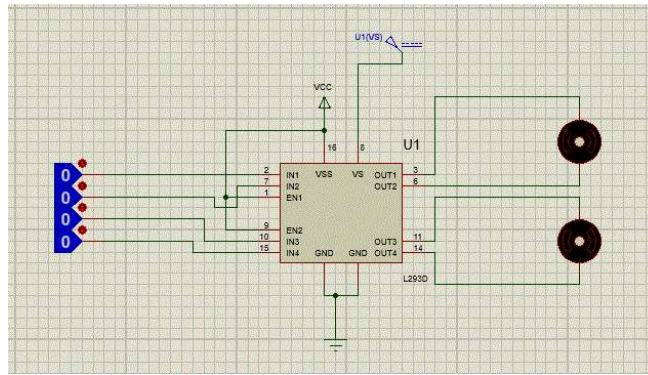 U1(VS)
VCC
U1
16 8
0 2 IN1 VSS VS OUT1 3
7 IN2 OUT2 6
0 1 EN1
0 9 EN2
10 IN3 OUT3 11
0 15 IN4 GND GND OUT4 14
L293D